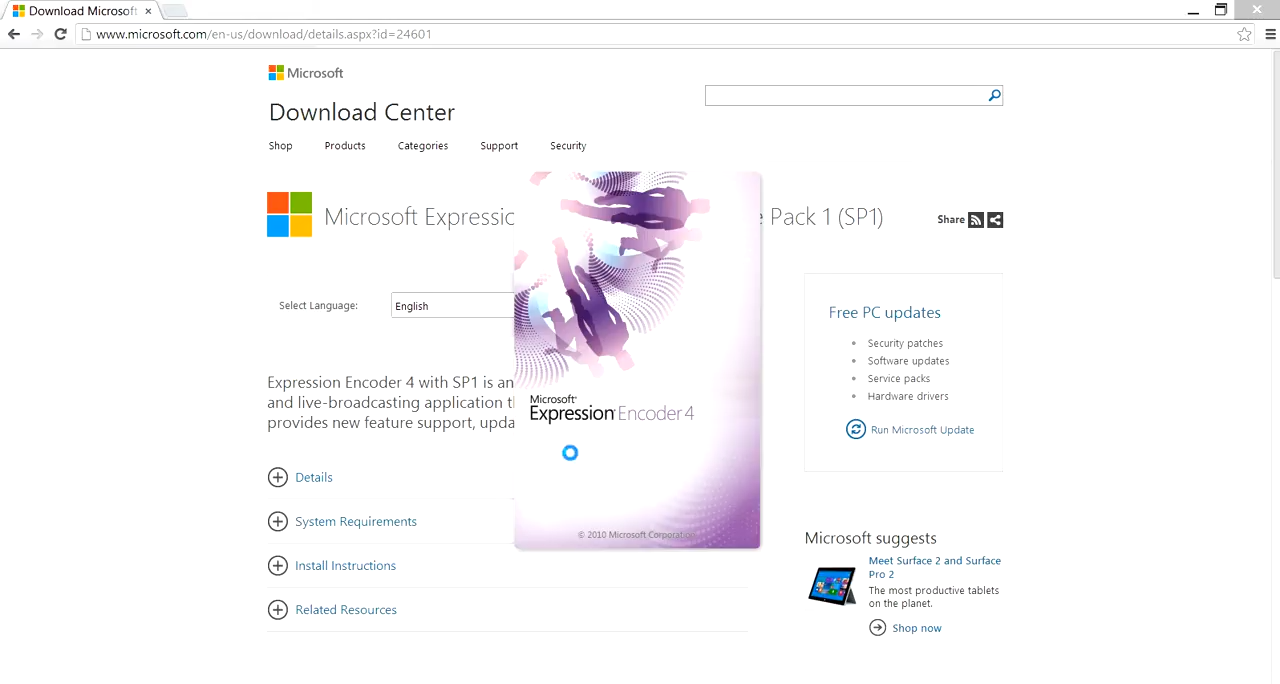 Download Microsoft
www.microsoft.com/en-us/download/details.aspx?id=24601
Microsoft
Download Center
Shop Products Categories Support Security
Microsoft Expressio
e Pack 1 (SP1)
Share
Select Language:
English
Expression Encoder 4 with SP1 is an
and live-broadcasting application th
provides new feature support, upda
Details
System Requirements
Install Instructions
Related Resources
Microsoft®
Expression® Encoder 4
© 2010 Microsoft Corporation
Free PC updates
Security patches
Software updates
Service packs
Hardware drivers
Run Microsoft Update
Microsoft suggests
Meet Surface 2 and Surface
Pro 2
The most productive tablets
on the planet.
Shop now